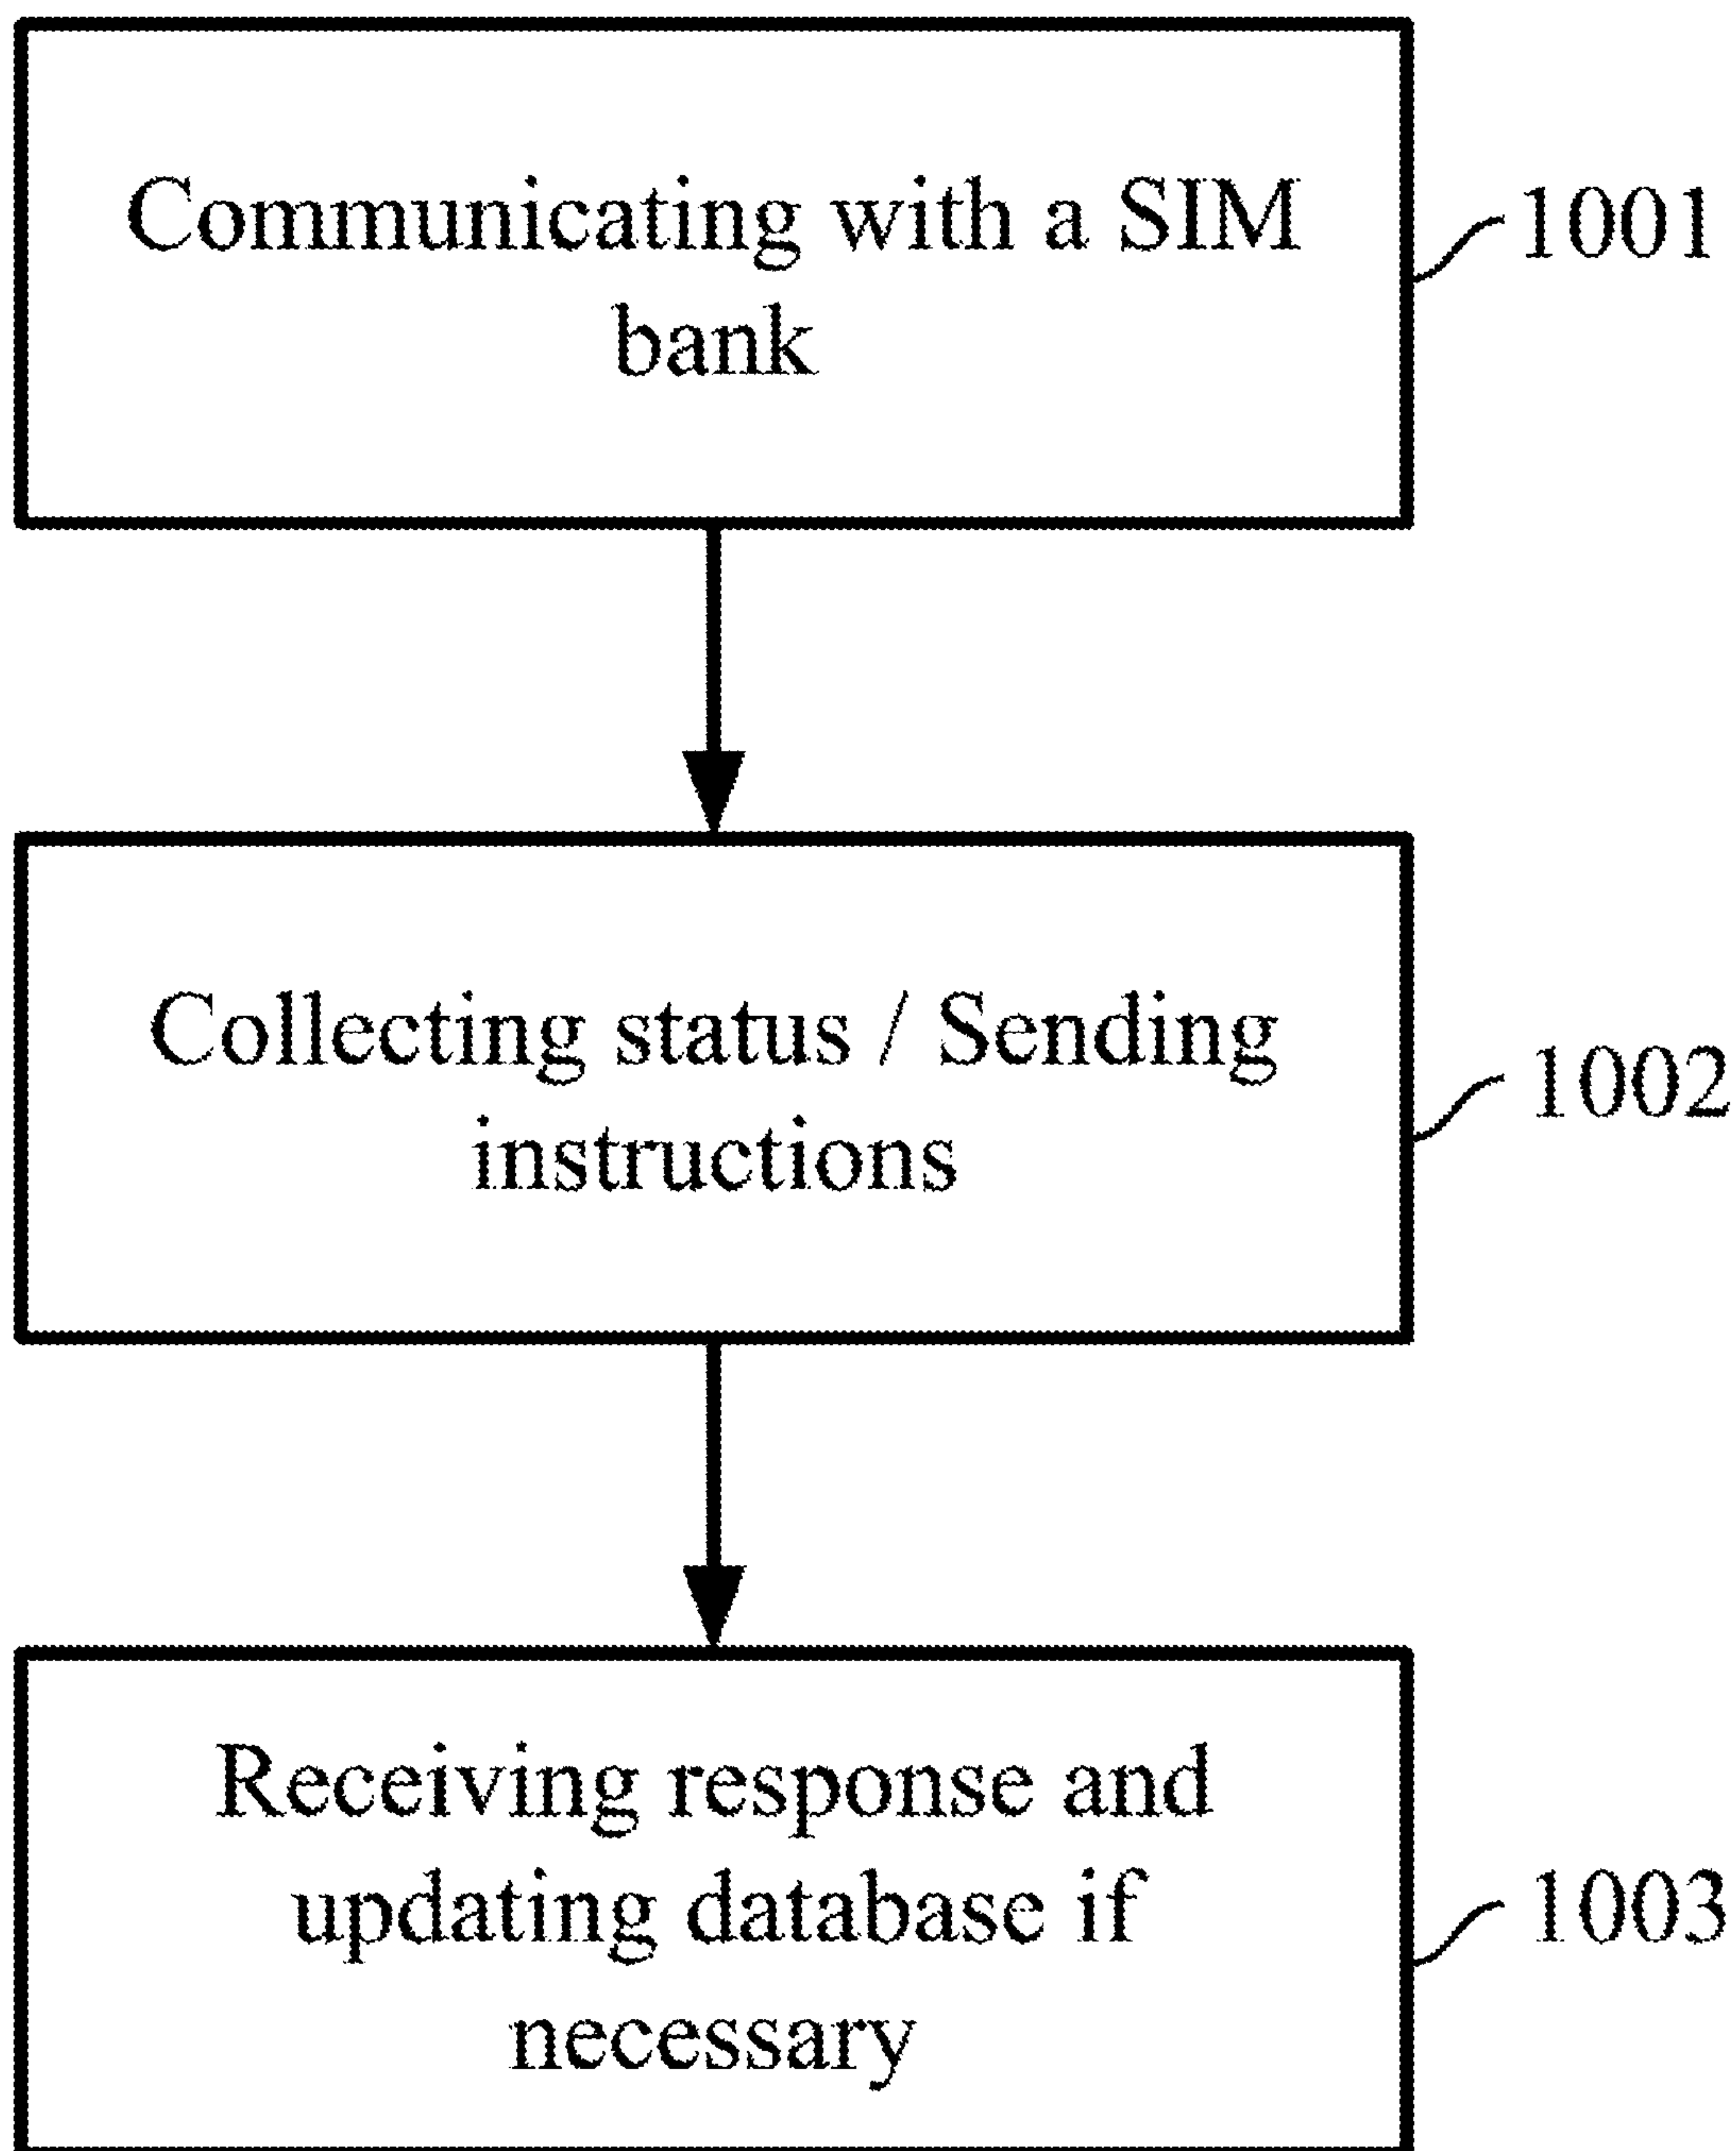 Communicating with a SIM
bank
1001
Collecting status / Sending
instructions
1002
Receiving response and
updating database if
necessary
1003